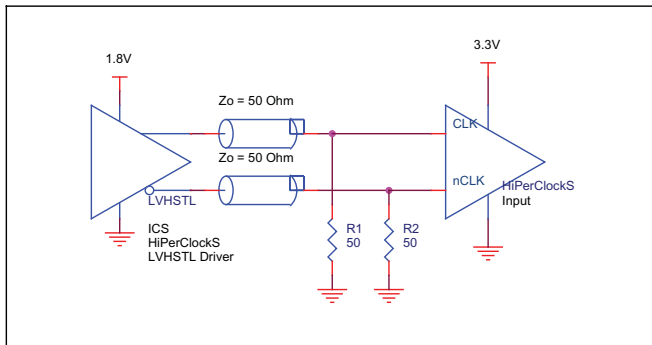 1.8V
3.3V
Zo = 50 Ohm
CLK
Zo = 50 Ohm
nCLK
LVHSTL
HiPerClockS
Input
ICS
HiPerClockS
LVHSTL Driver
R1
50
R2
50